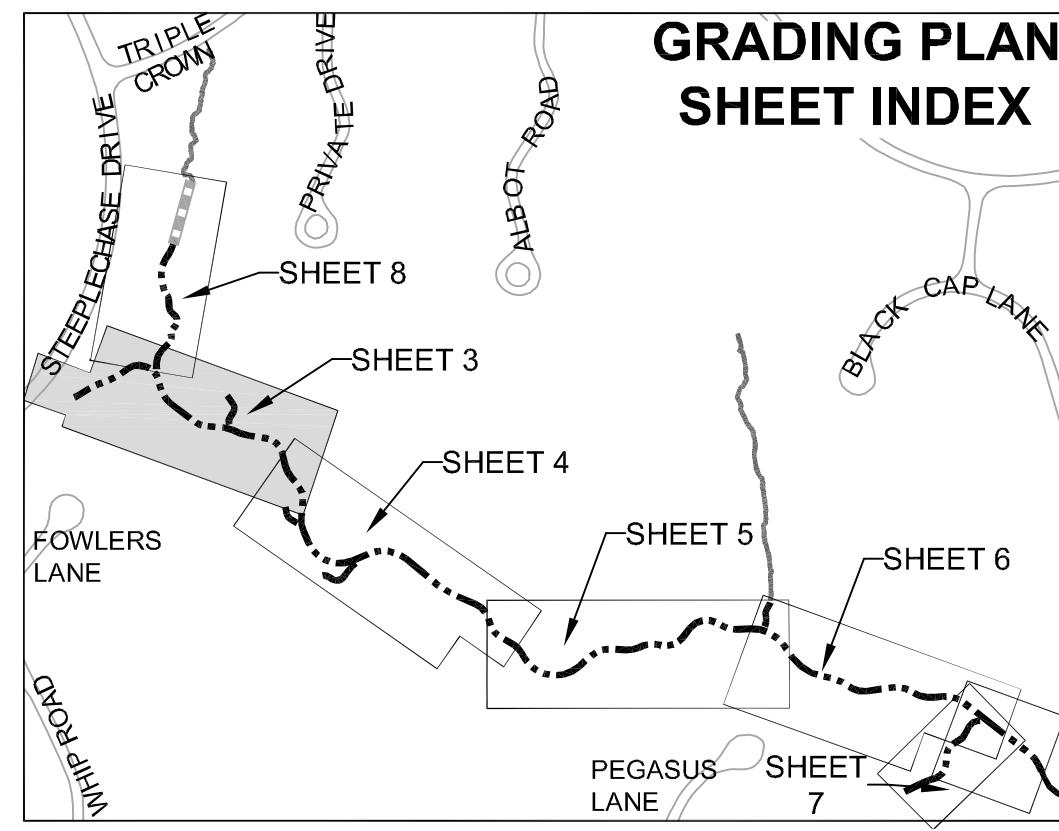 GRADING PLAN
SHEET INDEX
TRIPLE
CROWN
STEEPLECHASE DRIVE
PRIVATE DRIVE
ALBOT ROAD
BLACK CAP LANE
SHEET 8
SHEET 3
SHEET 4
SHEET 5
SHEET 6
FOWLERS
LANE
WHIP ROAD
PEGASUS
LANE
SHEET
7